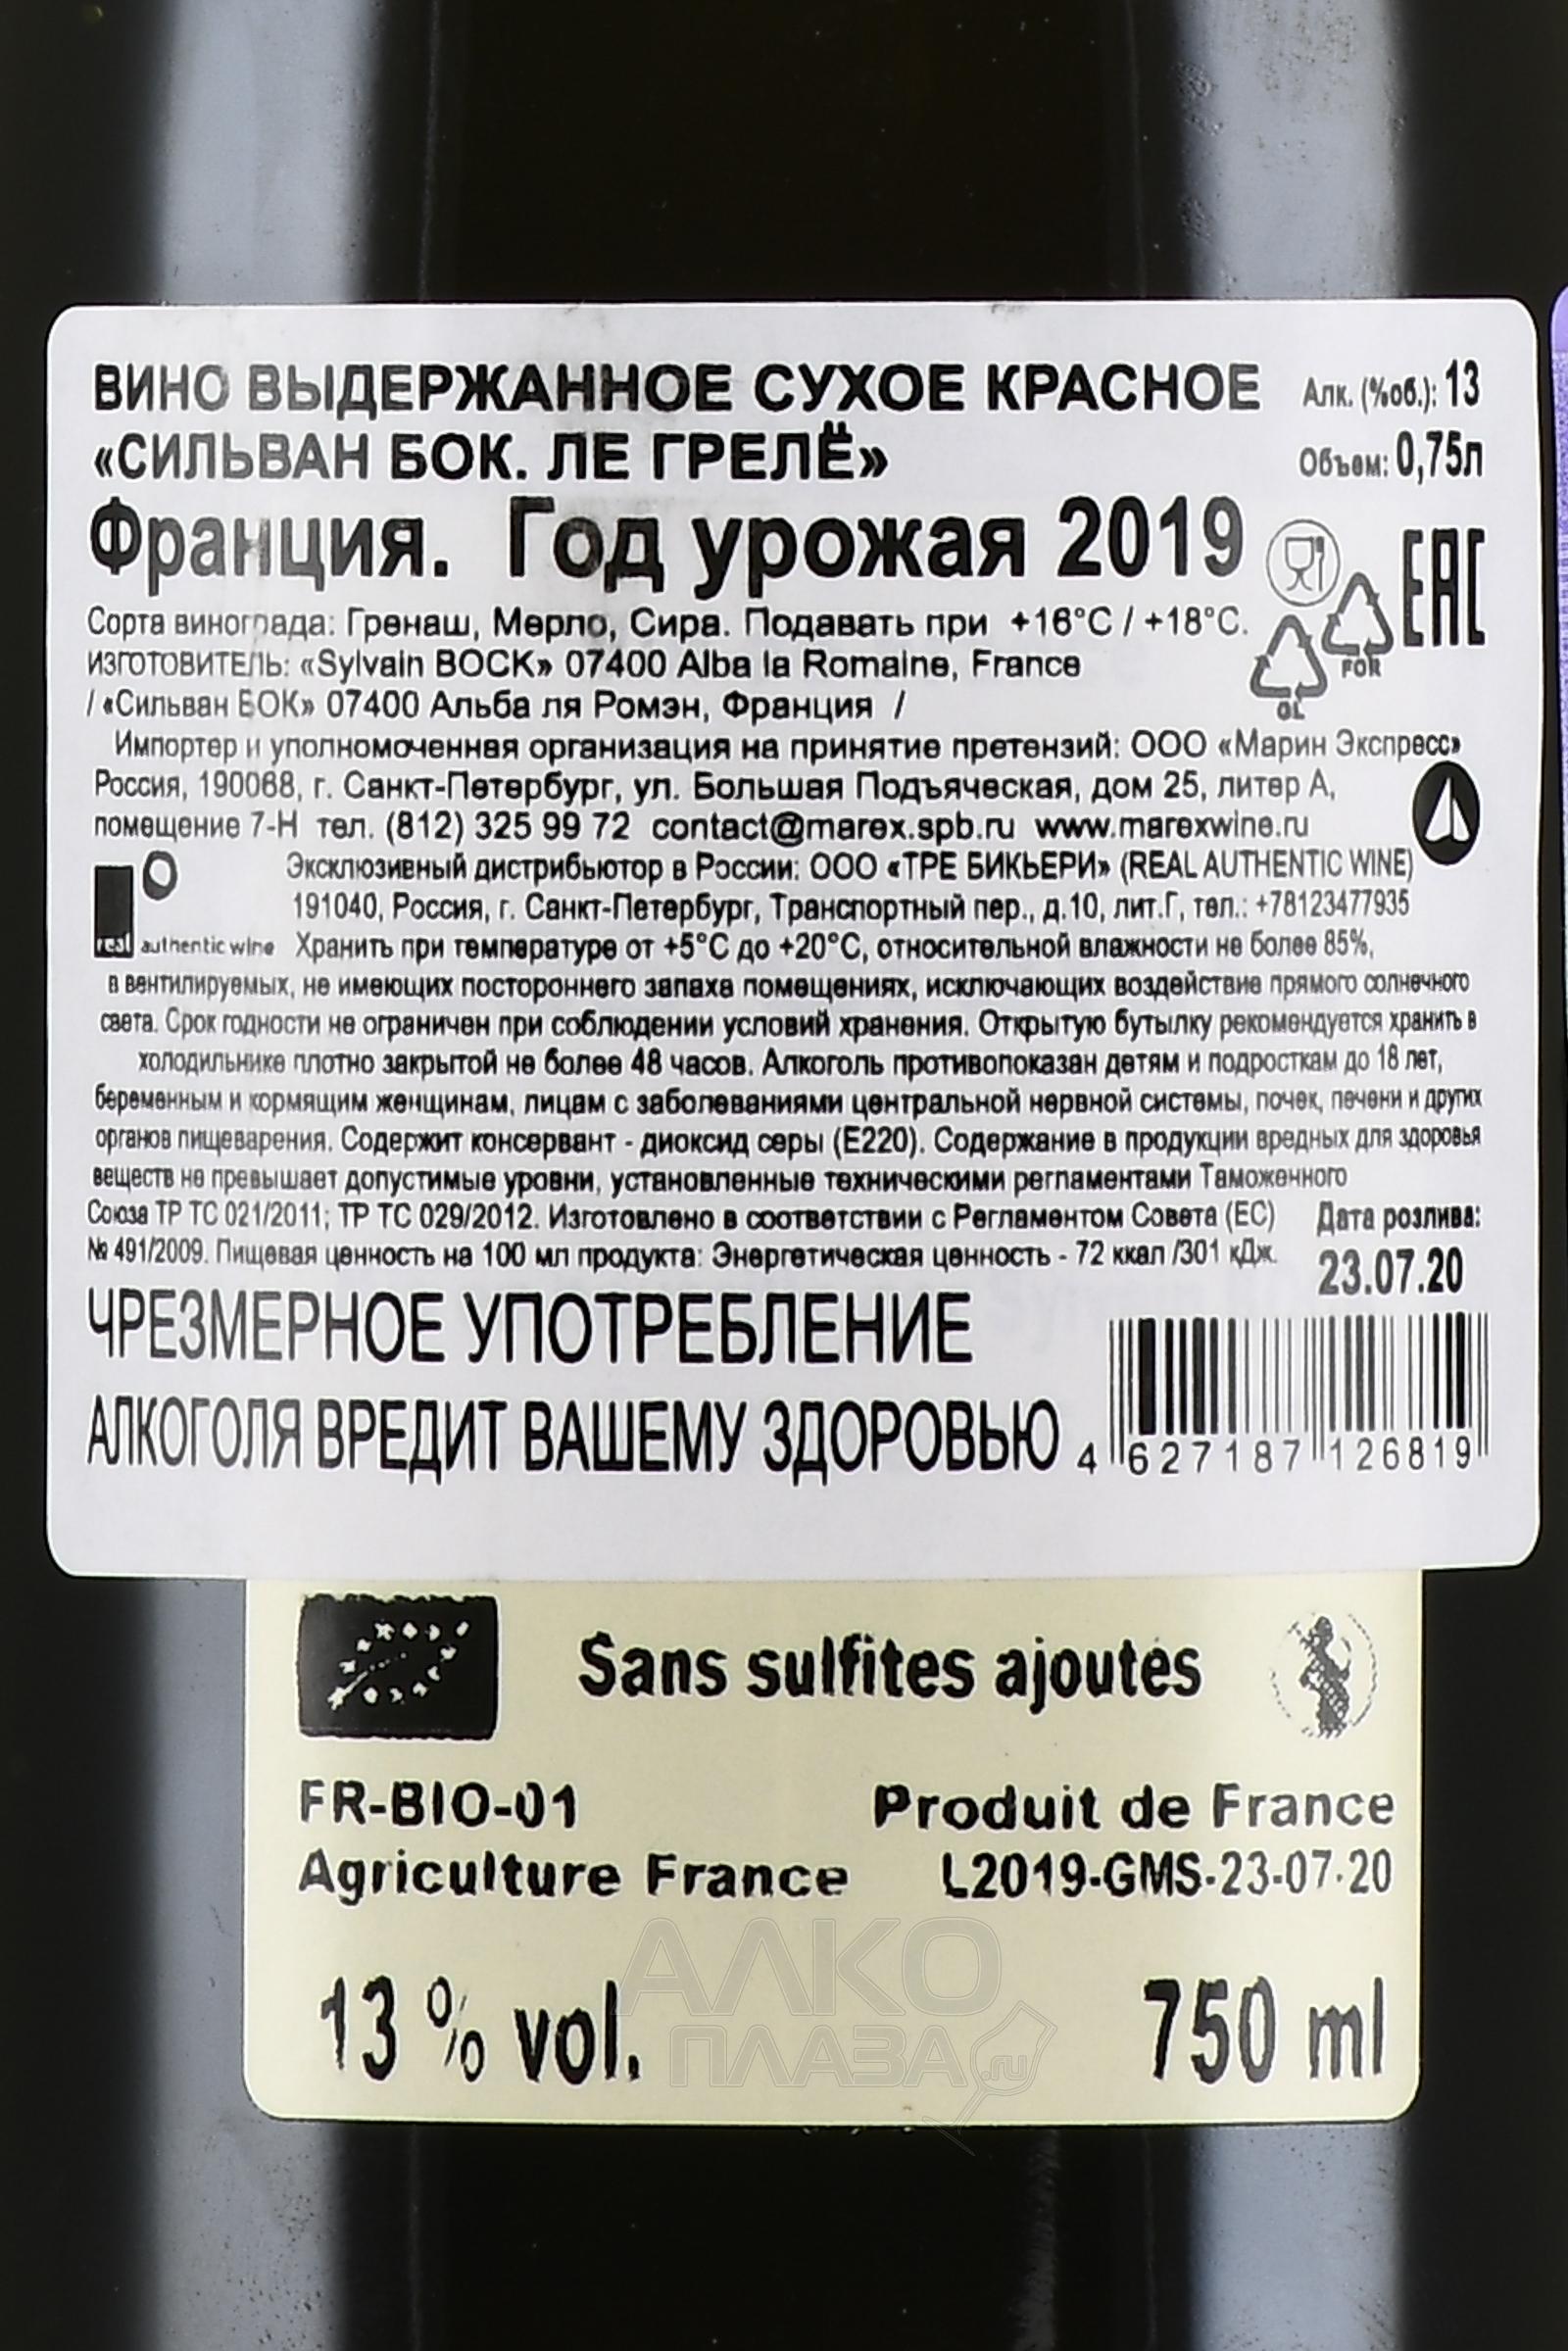 ВИНО ВЫДЕРЖАННОЕ СУХОЕ КРАСНОЕ Алк. (%об.): 13
«СИЛЬВАН БОК. ЛЕ ГРЕЛЁ» Объем: 0,75л
Франция. Год урожая 2019
EAC
Сорта винограда: Гренаш, Мерло, Сира. Подавать при +16°C / +18°C.
ИЗГОТОВИТЕЛЬ: «Sylvain BOCK» 07400 Alba la Romaine, France
FOR
/ «Сильван БОК» 07400 Альба ля Ромэн, Франция /
GL
Импортер и уполномоченная организация на принятие претензий: ООО «Марин Экспресс»
Россия, 190068, г. Санкт-Петербург, ул. Большая Подъяческая, дом 25, литер А,
помещение 7-Н тел. (812) 325 99 72 contact@marex.spb.ru www.marexwine.ru
Эксклюзивный дистрибьютор в России: ООО «ТРЕ БИКЬЕРИ» (REAL AUTHENTIC WINE)
191040, Россия, г. Санкт-Петербург, Транспортный пер., д.10, лит.Г, тел.: +78123477935
real authentic wine Хранить при температуре от +5°C до +20°C, относительной влажности не более 85%,
в вентилируемых, не имеющих постороннего запаха помещениях, исключающих воздействие прямого солнечного
света. Срок годности не ограничен при соблюдении условий хранения. Открытую бутылку рекомендуется хранить в
холодильнике плотно закрытой не более 48 часов. Алкоголь противопоказан детям и подросткам до 18 лет,
беременным и кормящим женщинам, лицам с заболеваниями центральной нервной системы, почек, печени и других
органов пищеварения. Содержит консервант - диоксид серы (Е220). Содержание в продукции вредных для здоровья
веществ не превышает допустимые уровни, установленные техническими регламентами Таможенного
Союза ТР ТС 021/2011; ТР ТС 029/2012. Изготовлено в соответствии с Регламентом Совета (ЕС) Дата розлива:
№ 491/2009. Пищевая ценность на 100 мл продукта: Энергетическая ценность - 72 ккал /301 кДж. 23.07.20
ЧРЕЗМЕРНОЕ УПОТРЕБЛЕНИЕ
АЛКОГОЛЯ ВРЕДИТ ВАШЕМУ ЗДОРОВЬЮ 4 627187 126819
Sans sulfites ajoutés
FR-BIO-01 Produit de France
Agriculture France L2019-GMS-23-07-20
13 % vol. 750 ml
АЛКО
ПЛАЗА.ru